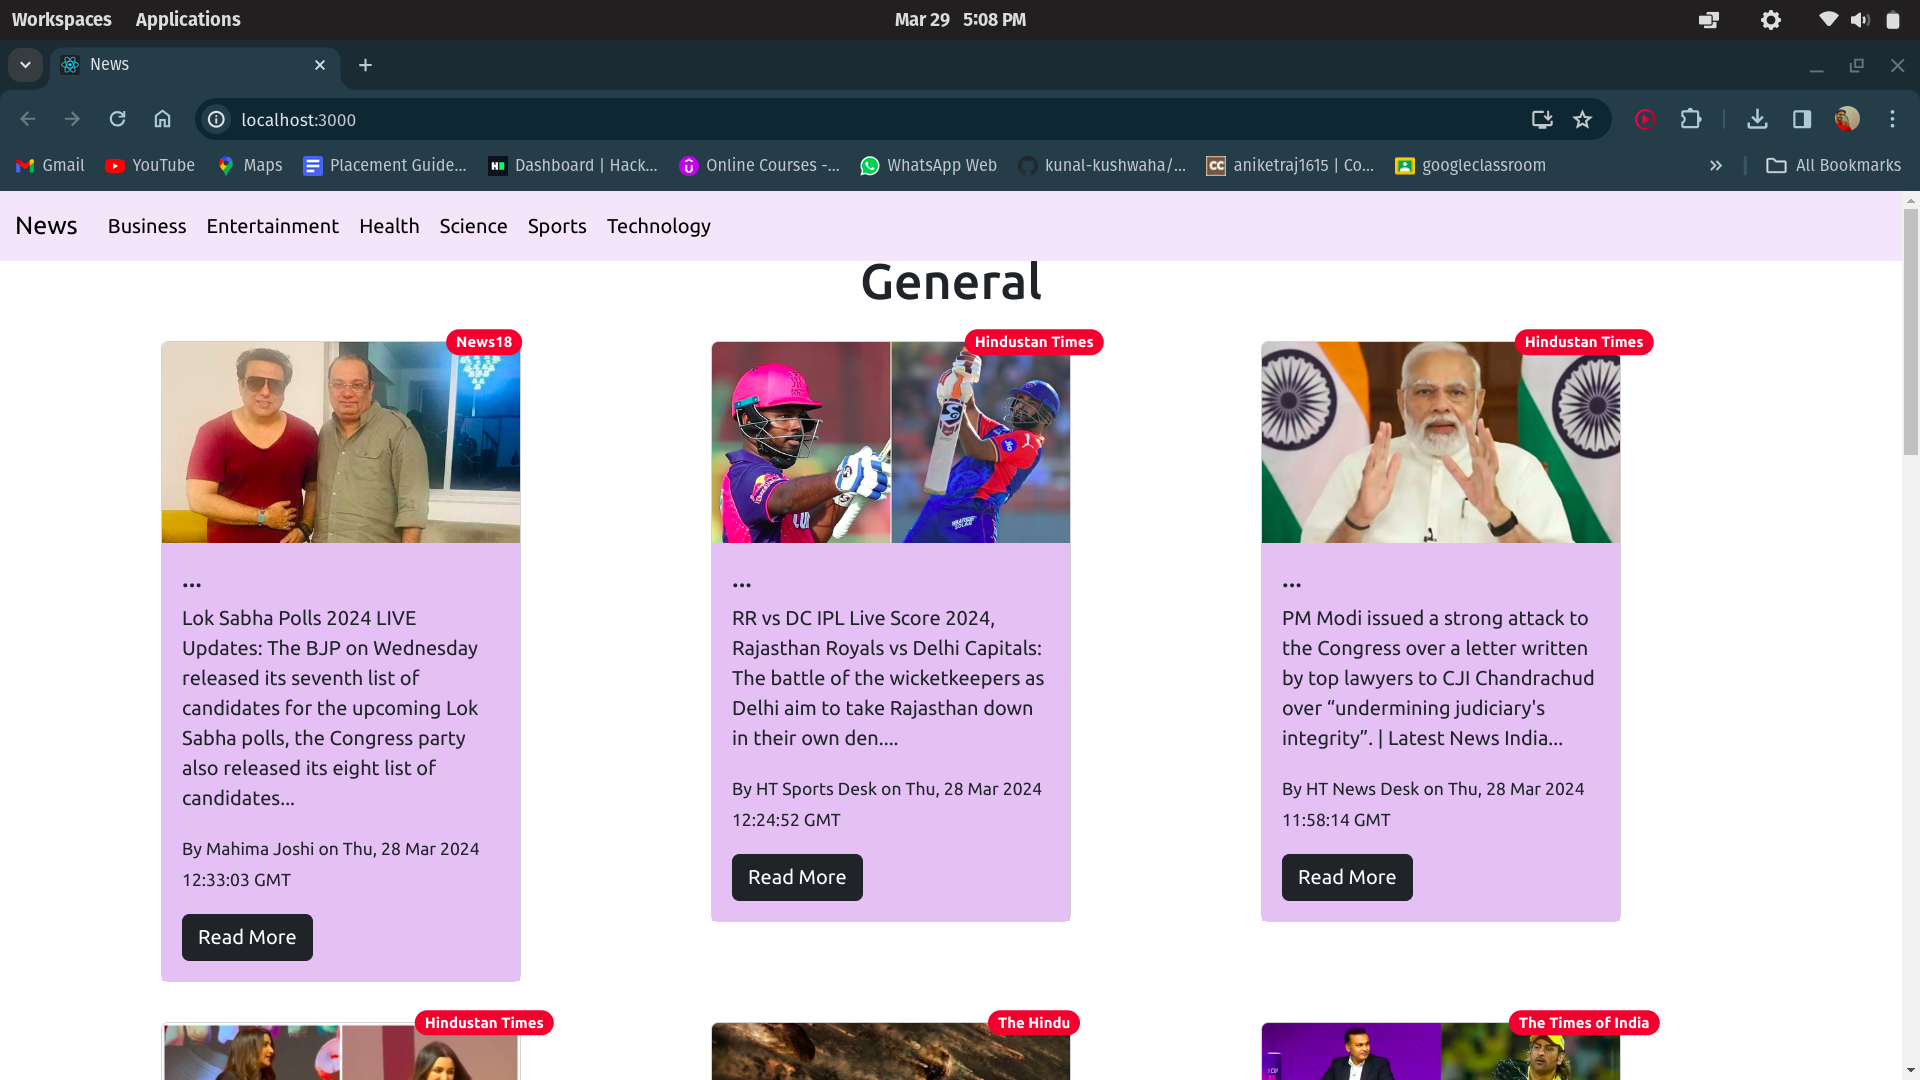 Workspaces Applications Mar 29 5:08 PM
News
localhost:3000
Gmail YouTube Maps Placement Guide... Dashboard | Hack... Online Courses -... WhatsApp Web kunal-kushwaha/... aniketraj1615 | Co... googleclassroom » All Bookmarks
News Business Entertainment Health Science Sports Technology
General
News18
...
Lok Sabha Polls 2024 LIVE
Updates: The BJP on Wednesday
released its seventh list of
candidates for the upcoming Lok
Sabha polls, the Congress party
also released its eight list of
candidates...
By Mahima Joshi on Thu, 28 Mar 2024
12:33:03 GMT
Read More
Hindustan Times
...
RR vs DC IPL Live Score 2024,
Rajasthan Royals vs Delhi Capitals:
The battle of the wicketkeepers as
Delhi aim to take Rajasthan down
in their own den....
By HT Sports Desk on Thu, 28 Mar 2024
12:24:52 GMT
Read More
Hindustan Times
...
PM Modi issued a strong attack to
the Congress over a letter written
by top lawyers to CJI Chandrachud
over “undermining judiciary's
integrity”. | Latest News India...
By HT News Desk on Thu, 28 Mar 2024
11:58:14 GMT
Read More
Hindustan Times
The Hindu
The Times of India